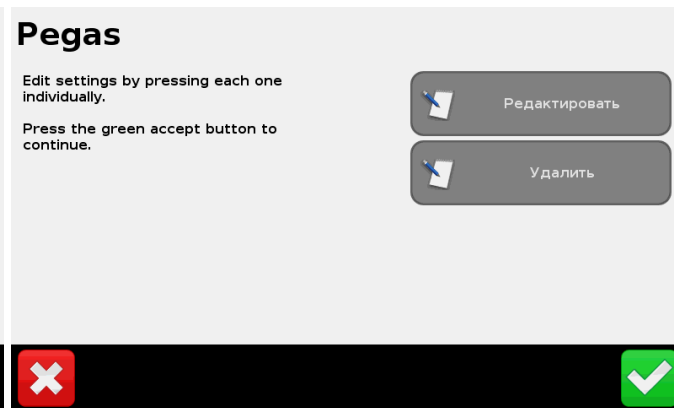 Pegas
Edit settings by pressing each one
individually.
Press the green accept button to
continue.
Редактировать
Удалить